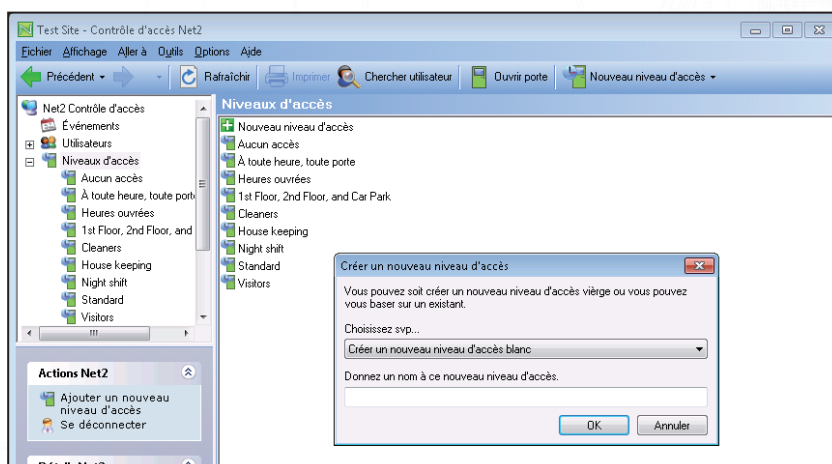 Test Site - Contrôle d'accès Net2
Fichier Affichage Aller à Outils Options Aide
Précédent Rafraîchir Imprimer Chercher utilisateur Ouvrir porte Nouveau niveau d'accès
Net2 Contrôle d'accès
Événements
Utilisateurs
Niveaux d'accès
Aucun accès
À toute heure, toute port
Heures ouvrées
1st Floor, 2nd Floor, and
Cleaners
House keeping
Night shift
Standard
Visitors
Actions Net2
Ajouter un nouveau
niveau d'accès
Se déconnecter
Niveaux d'accès
Nouveau niveau d'accès
Aucun accès
À toute heure, toute porte
Heures ouvrées
1st Floor, 2nd Floor, and Car Park
Cleaners
House keeping
Night shift
Standard
Visitors
Créer un nouveau niveau d'accès
Vous pouvez soit créer un nouveau niveau d'accès vièrge ou vous pouvez
vous baser sur un existant.
Choisissez svp...
Créer un nouveau niveau d'accès blanc
Donnez un nom à ce nouveau niveau d'accès.
OK Annuler